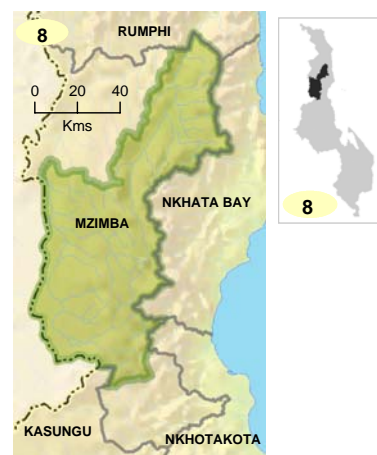 8
RUMPHI
0 20 40
Kms
NKHATA BAY
MZIMBA
8
KASUNGU
NKHOTAKOTA